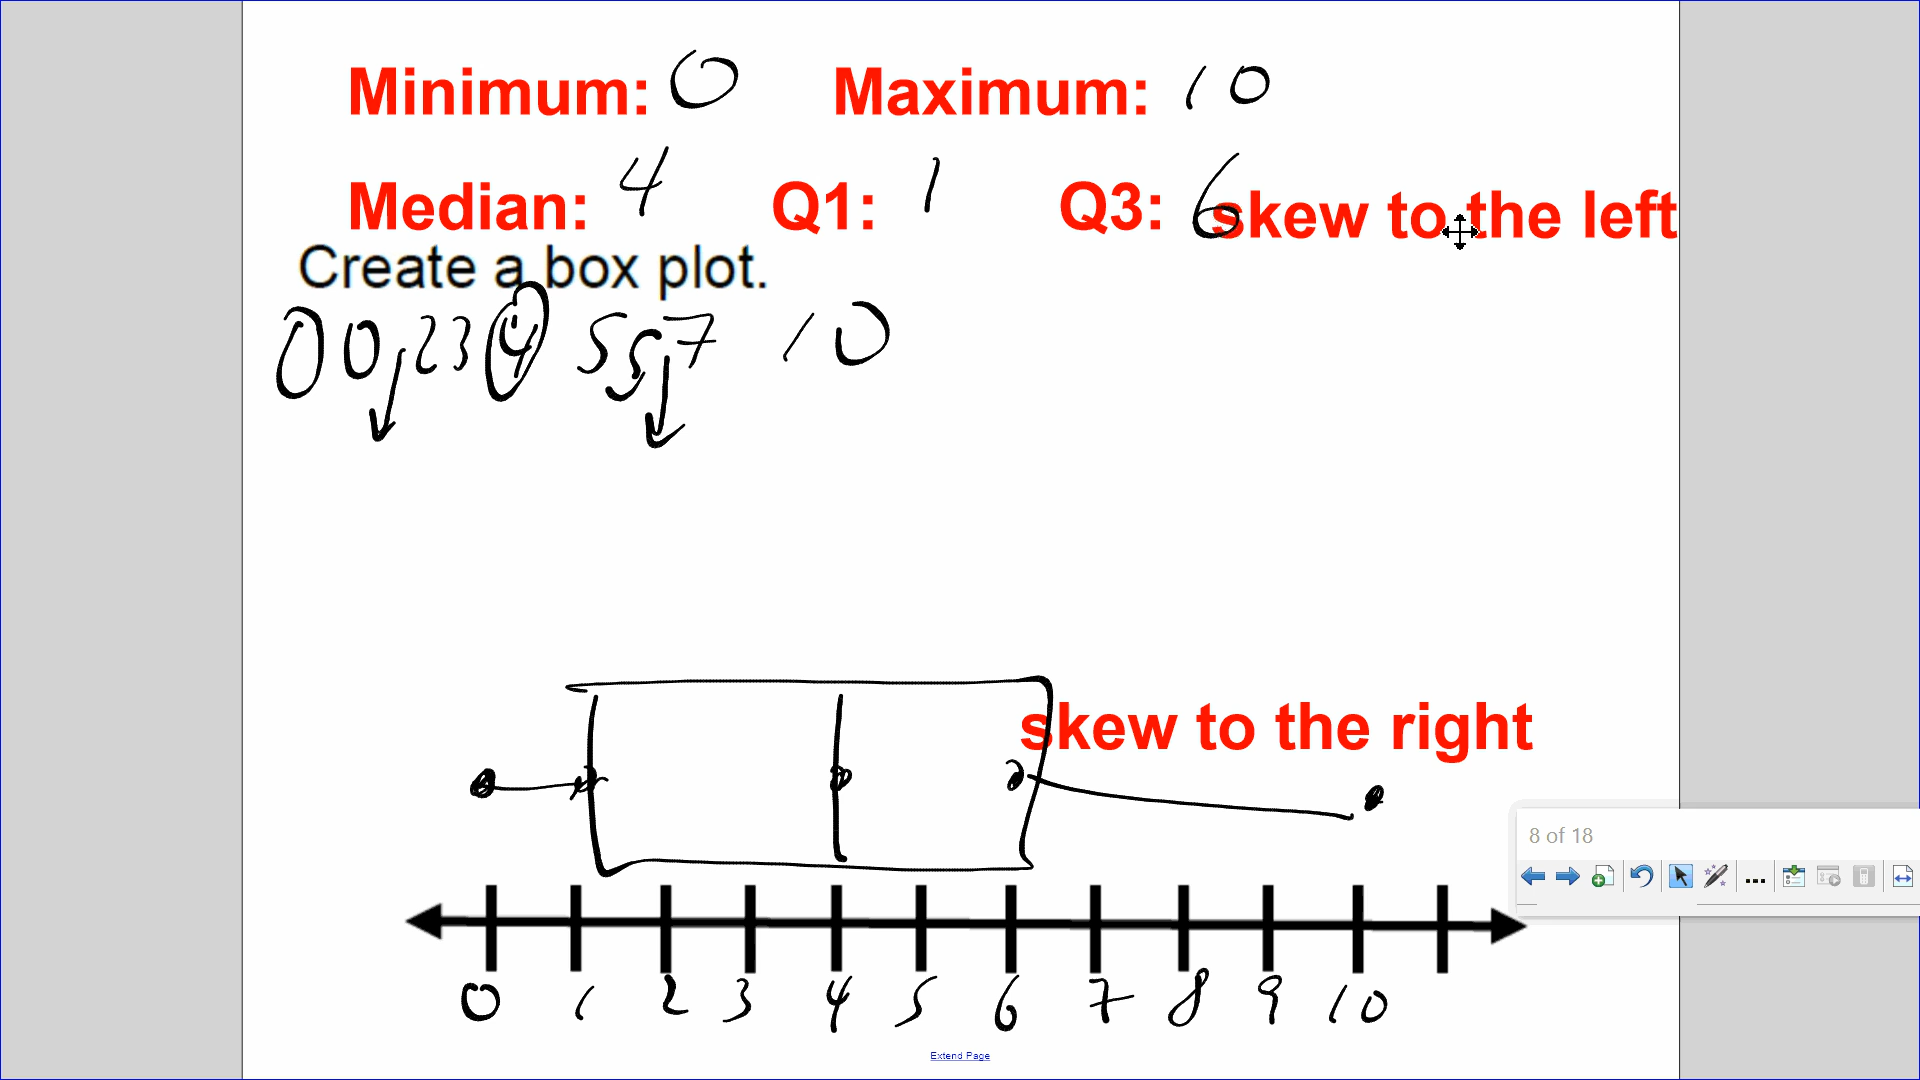 Minimum: 0 Maximum: 10
Median: 4 Q1: 1 Q3: 6 skew to the left
Create a box plot.
0 0 2 3 4 5 5 7 10
skew to the right
8 of 18
0 1 2 3 4 5 6 7 8 9 10
Extend Page